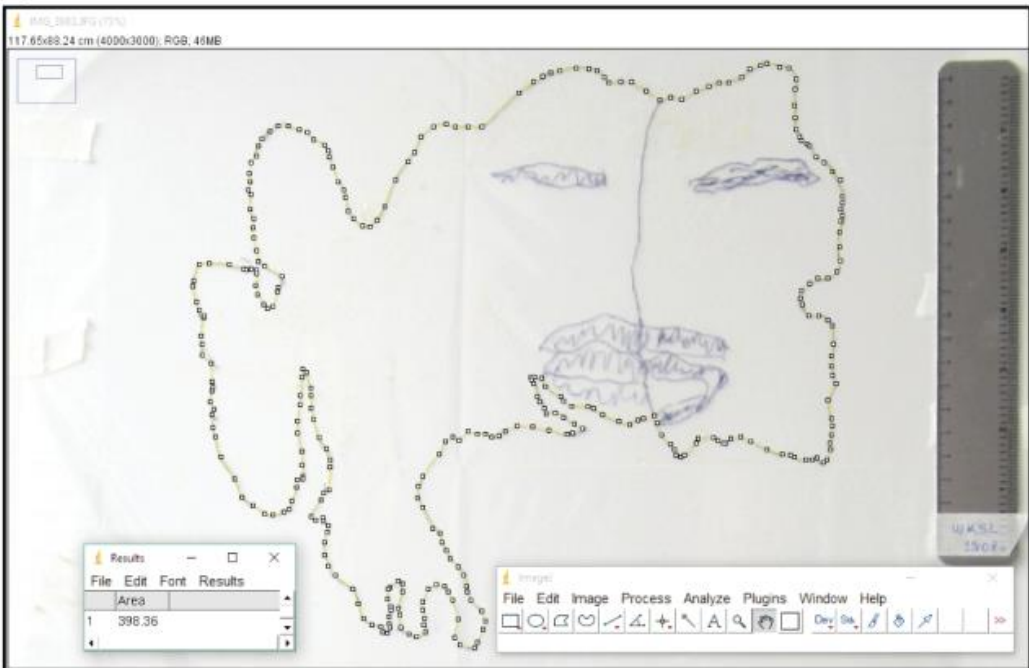 117.65x88.24 cm (4000x3000); RGB; 46MB
Results
File Edit Font Results
Area
1 398.36
ImageJ
File Edit Image Process Analyze Plugins Window Help
Dev Stk